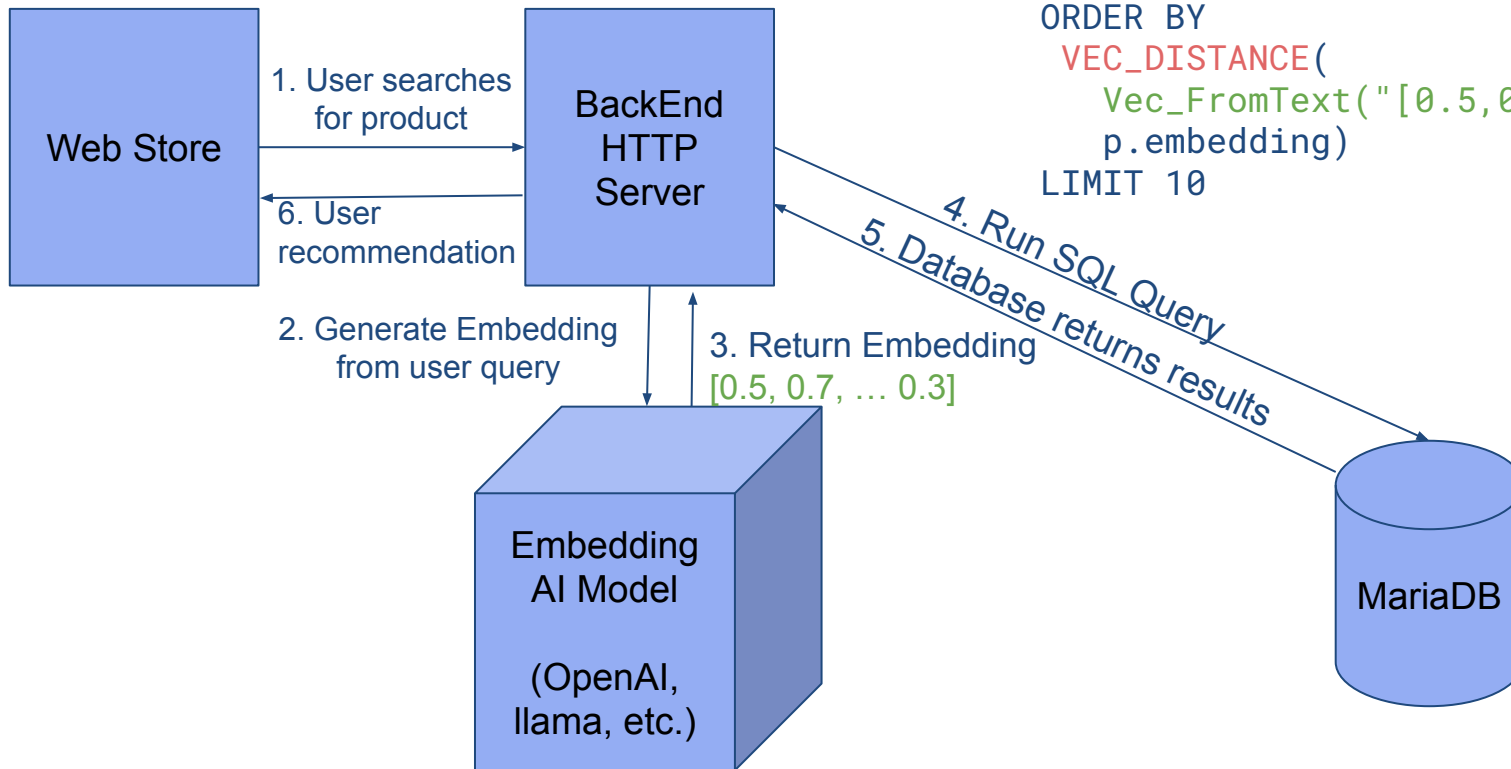 ORDER BY
VEC_DISTANCE(
Vec_FromText("[0.5,0
p.embedding)
LIMIT 10
Web Store
1. User searches
for product
BackEnd
HTTP
Server
6. User
recommendation
4. Run SQL Query
5. Database returns results
2. Generate Embedding
from user query
3. Return Embedding
[0.5, 0.7, … 0.3]
Embedding
AI Model
(OpenAI,
llama, etc.)
MariaDB